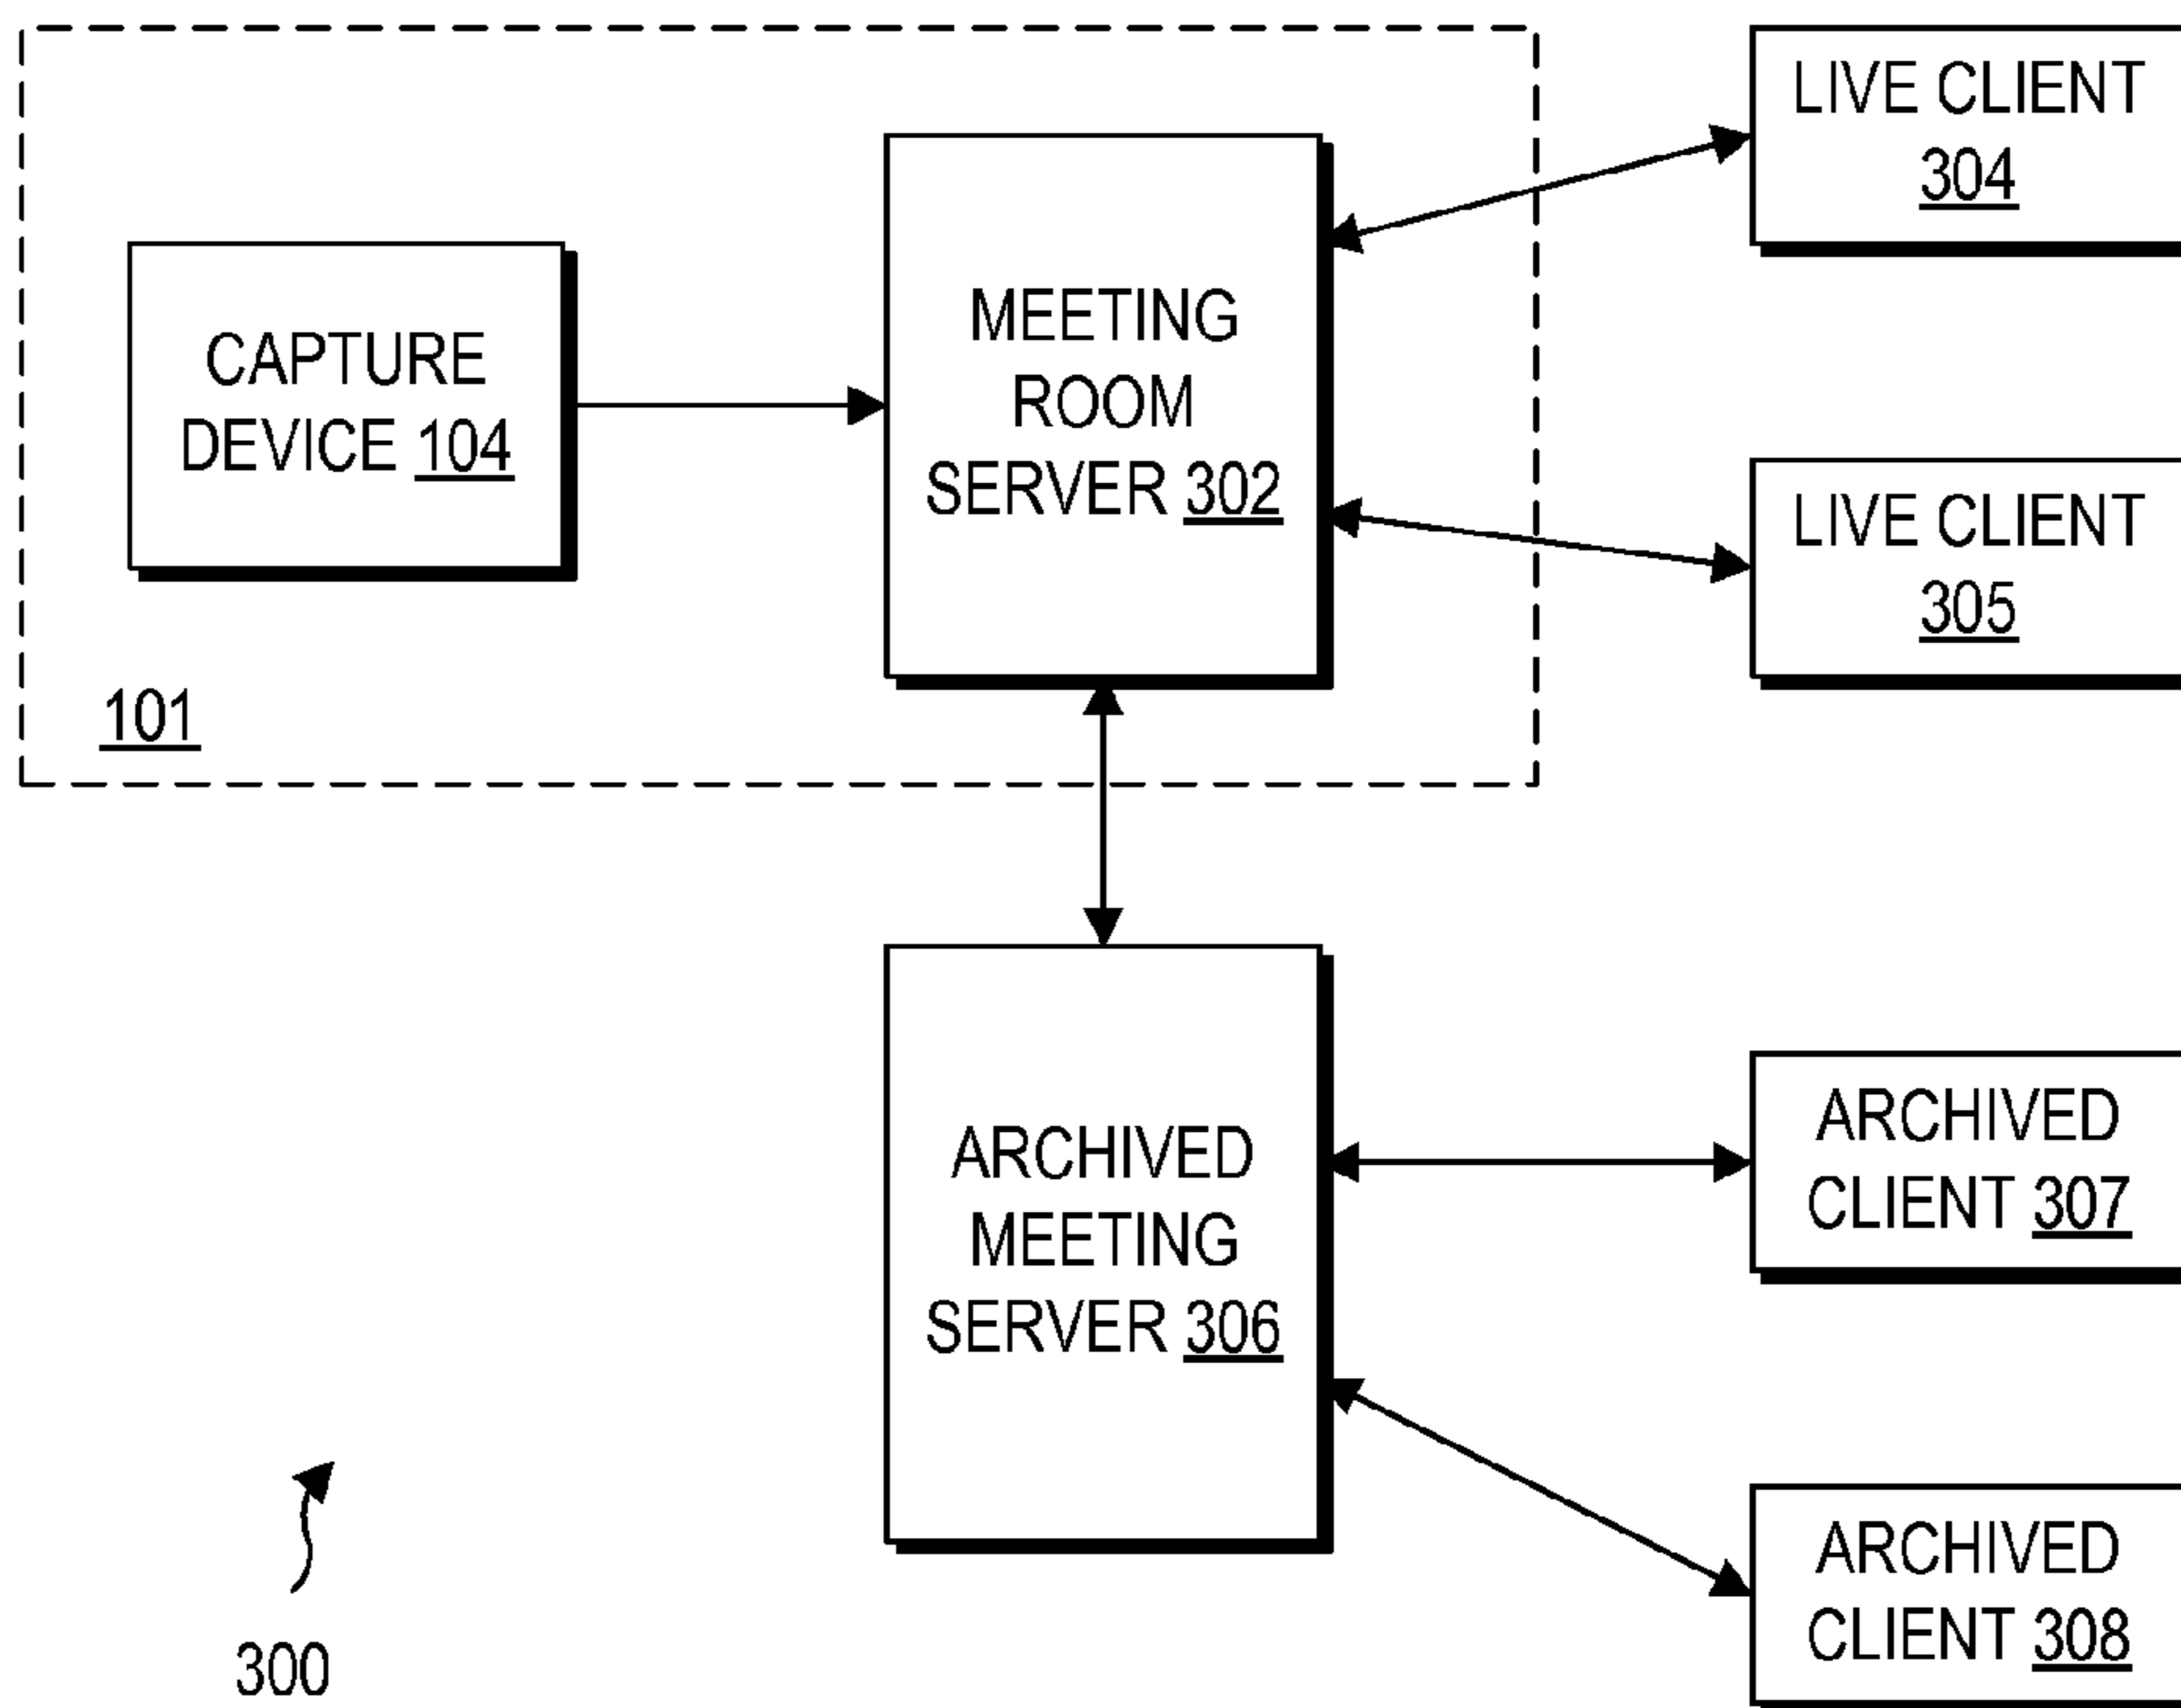 LIVE CLIENT
304
CAPTURE
DEVICE 104
MEETING
ROOM
SERVER 302
LIVE CLIENT
305
101
ARCHIVED
MEETING
SERVER 306
ARCHIVED
CLIENT 307
ARCHIVED
CLIENT 308
300